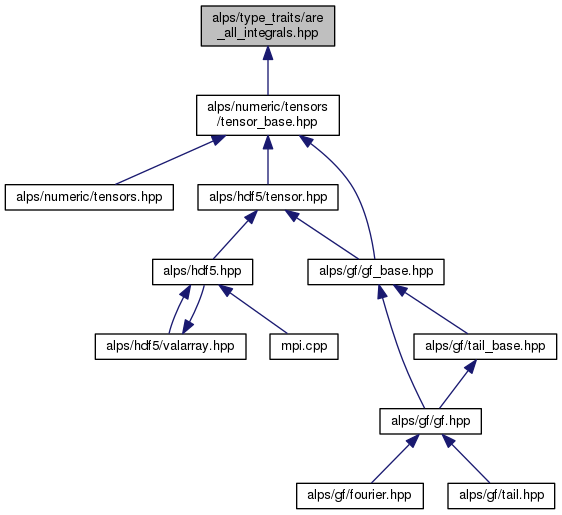 alps/type_traits/are
_all_integrals.hpp
alps/numeric/tensors
/tensor_base.hpp
alps/numeric/tensors.hpp
alps/hdf5/tensor.hpp
alps/hdf5.hpp
alps/gf/gf_base.hpp
alps/hdf5/valarray.hpp
mpi.cpp
alps/gf/tail_base.hpp
alps/gf/gf.hpp
alps/gf/fourier.hpp
alps/gf/tail.hpp